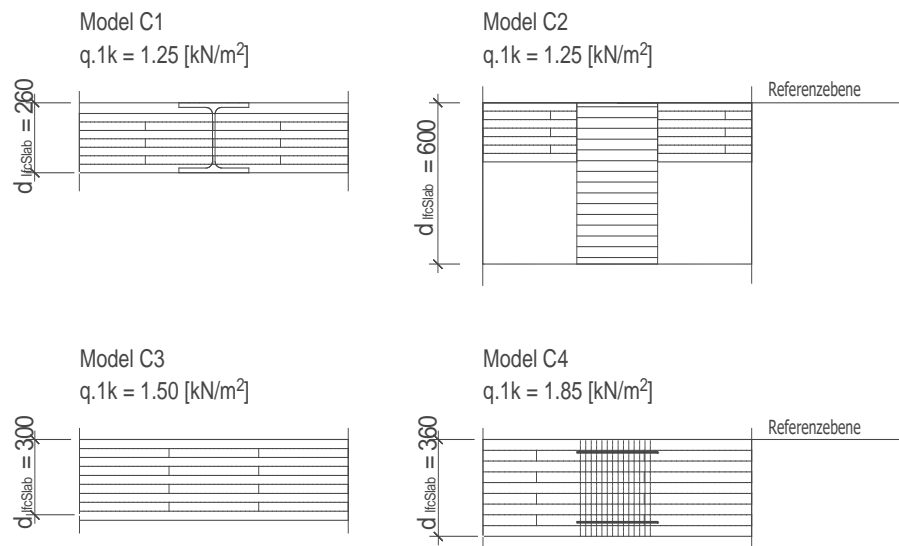 Model C1
q.1k = 1.25 [kN/m²]
d IfcSlab = 260
Model C2
q.1k = 1.25 [kN/m²]
d IfcSlab = 600
Referenzebene
Model C3
q.1k = 1.50 [kN/m²]
d IfcSlab = 300
Model C4
q.1k = 1.85 [kN/m²]
d IfcSlab = 360
Referenzebene